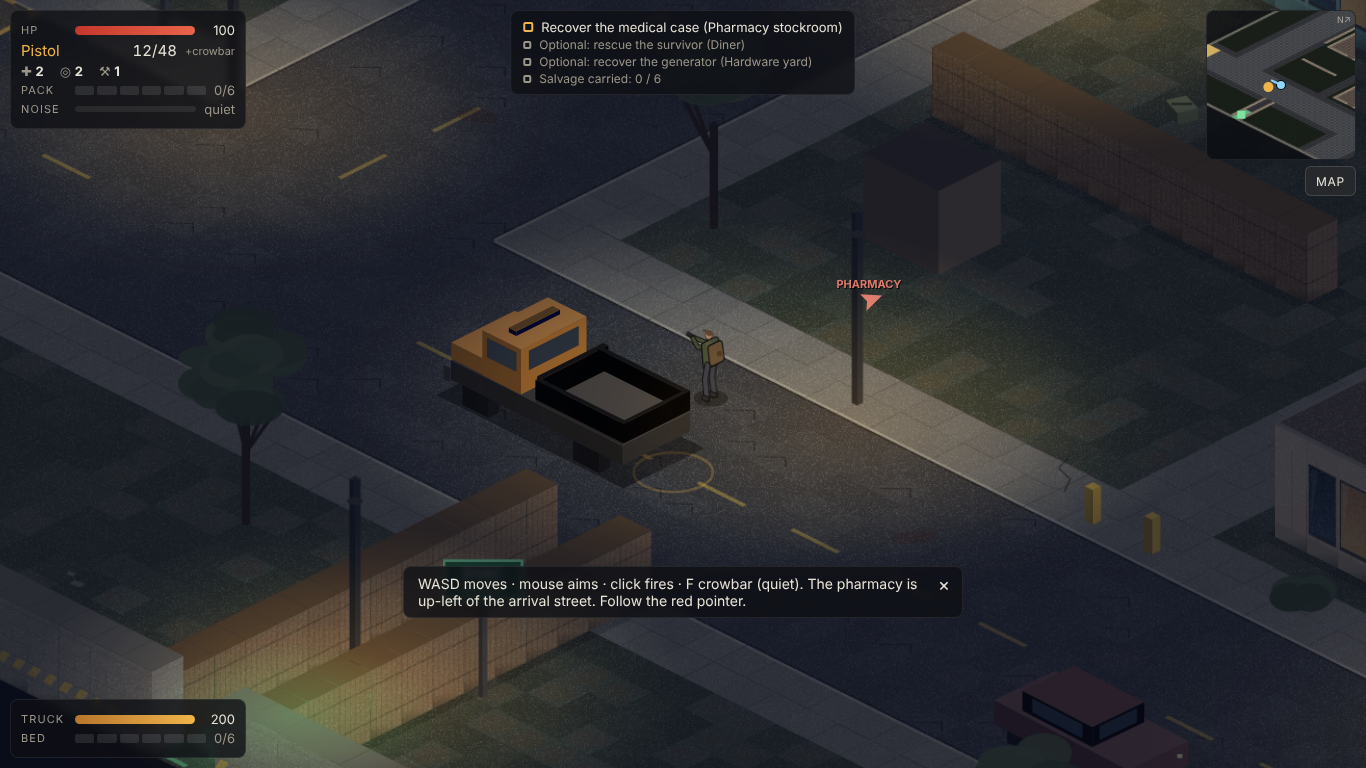 HP 100
Pistol 12/48 +crowbar
2 2 1
PACK 0/6
NOISE quiet
Recover the medical case (Pharmacy stockroom)
Optional: rescue the survivor (Diner)
Optional: recover the generator (Hardware yard)
Salvage carried: 0 / 6
N↗
MAP
PHARMACY
WASD moves · mouse aims · click fires · F crowbar (quiet). The pharmacy is
up-left of the arrival street. Follow the red pointer.
×
TRUCK 200
BED 0/6